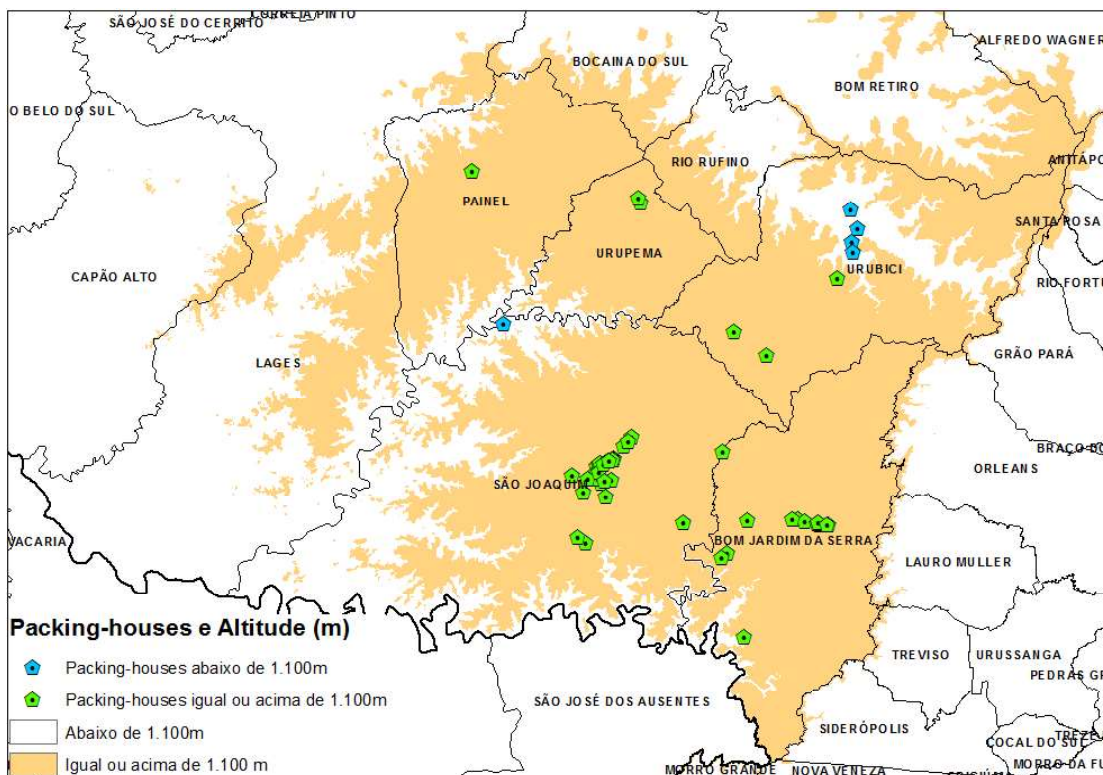 CORREIA PINTO
SÃO JOSÉ DO CERRITO
ALFREDO WAGNER
BOCAINA DO SUL
BOM RETIRO
O BELO DO SUL
RIO RUFINO
PAINEL
SANTA ROSA
URUPEMA
URUBICI
CAPÃO ALTO
RIO FORTU
GRÃO PARÁ
LAGES
ORLEANS
SÃO JOAQUIM
VACARIA
BOM JARDIM DA SERRA
LAURO MULLER
Packing-houses e Altitude (m)
Packing-houses abaixo de 1.100m
TREVISO
URUSSANGA
PEDRAS GR
Packing-houses igual ou acima de 1.100m
SÃO JOSÉ DOS AUSENTES
Abaixo de 1.100m
SIDERÓPOLIS
COCAL DO SUL
Igual ou acima de 1.100 m
MORRO GRANDE
NOVA VENEZA
MORRO DA FU